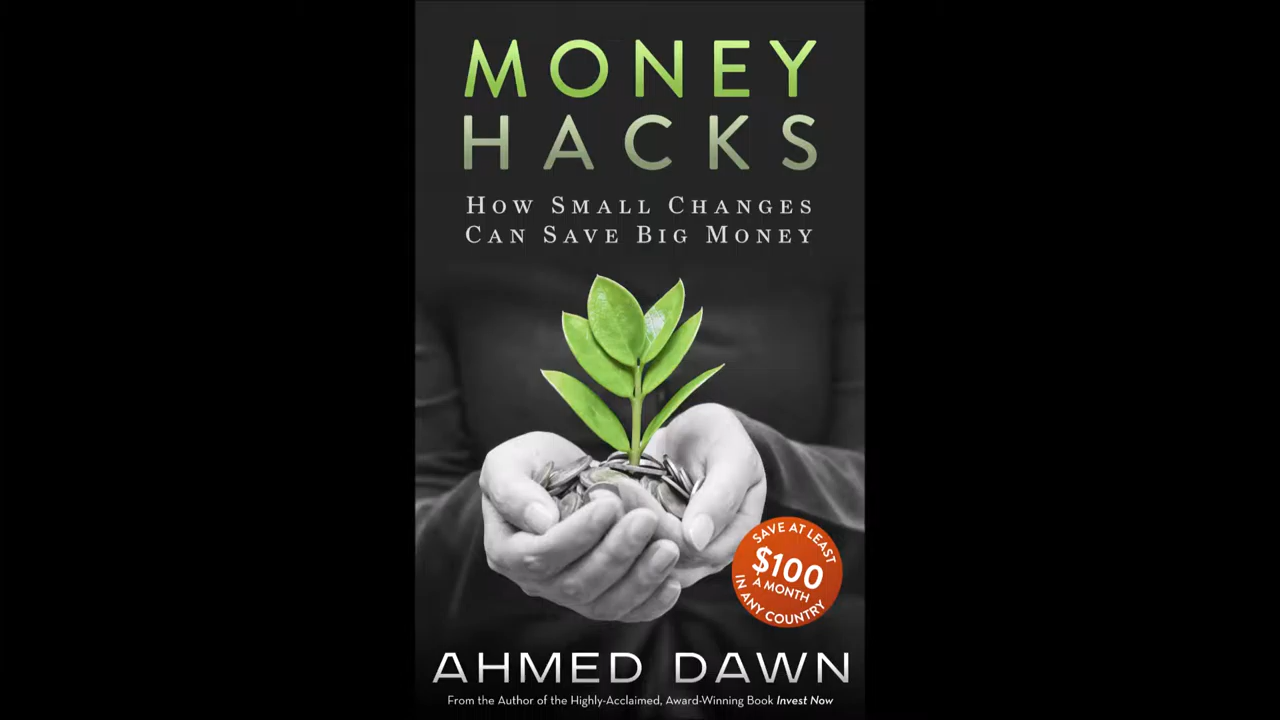 MONEY
HACKS
HOW SMALL CHANGES
CAN SAVE BIG MONEY
SAVE AT LEAST
$100
A MONTH
IN ANY COUNTRY
AHMED DAWN
From the Author of the Highly-Acclaimed, Award-Winning Book Invest Now